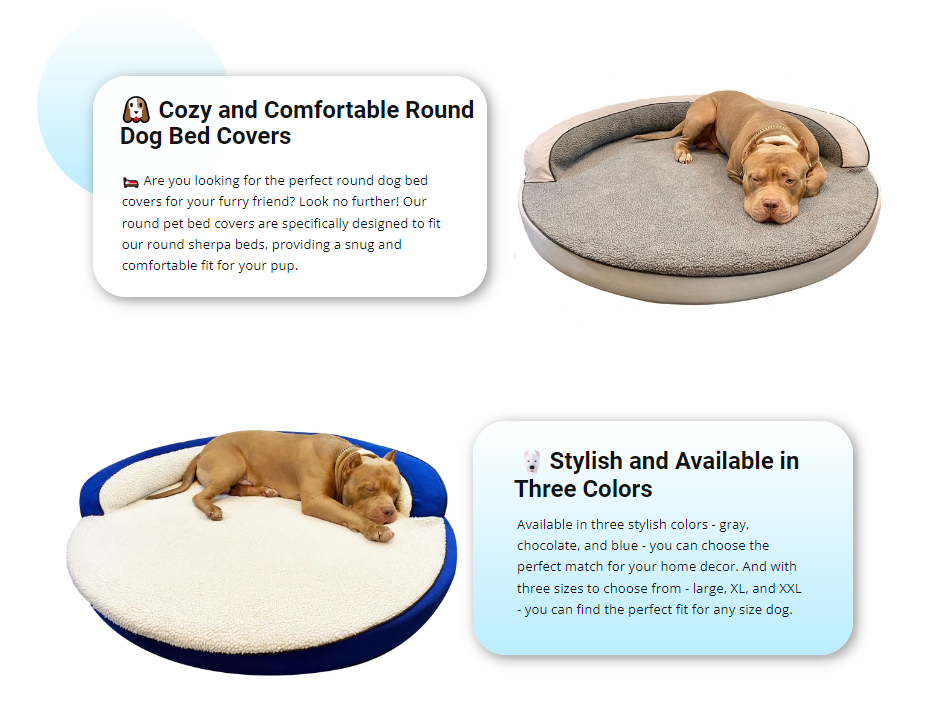 Cozy and Comfortable Round
Dog Bed Covers
Are you looking for the perfect round dog bed
covers for your furry friend? Look no further! Our
round pet bed covers are specifically designed to fit
our round sherpa beds, providing a snug and
comfortable fit for your pup.
Stylish and Available in
Three Colors
Available in three stylish colors - gray,
chocolate, and blue - you can choose the
perfect match for your home decor. And with
three sizes to choose from - large, XL, and XXL
- you can find the perfect fit for any size dog.